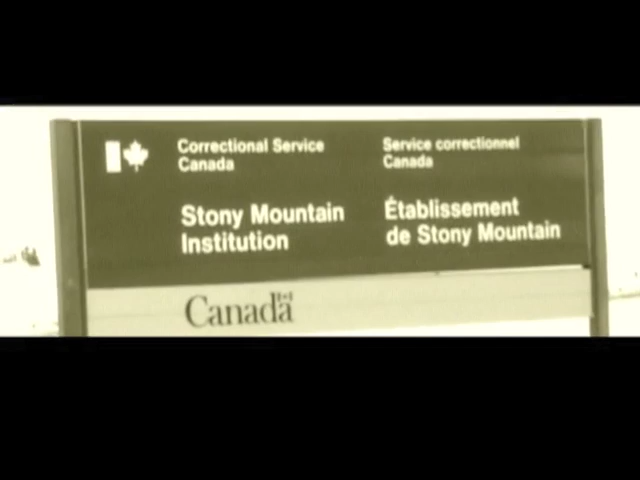 Correctional Service
Canada
Service correctionnel
Canada
Stony Mountain
Institution
Établissement
de Stony Mountain
Canada